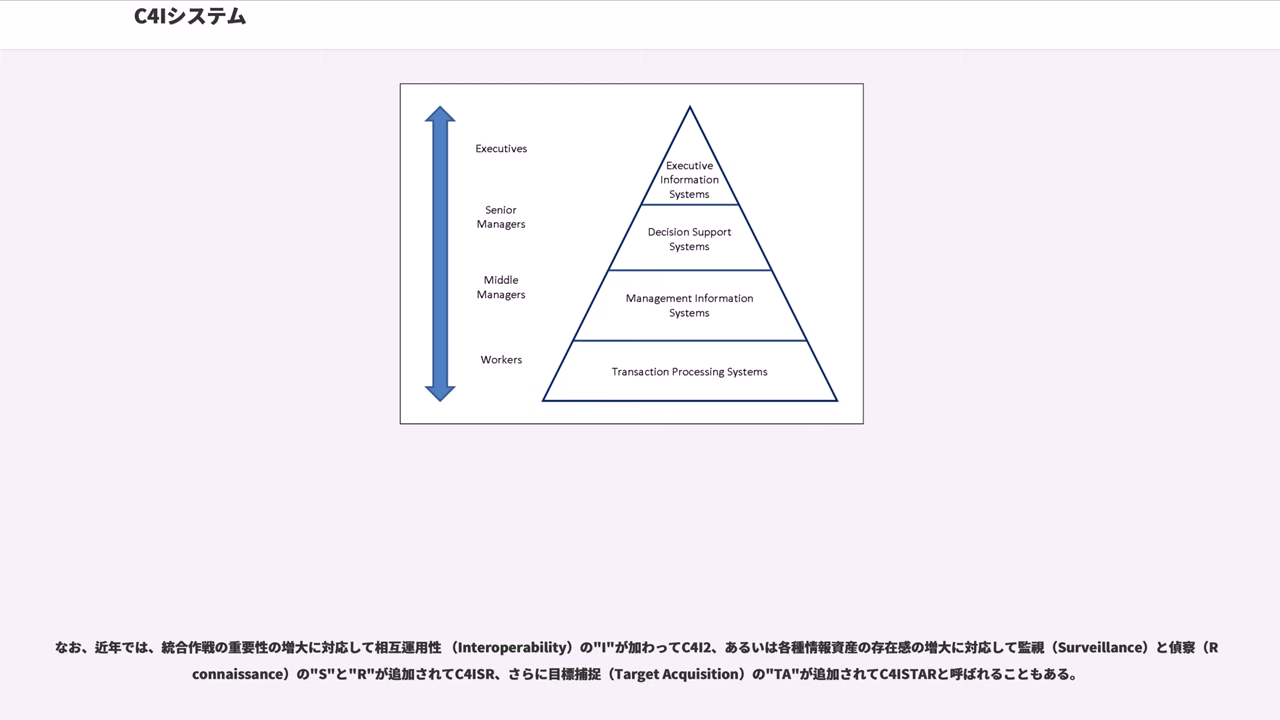 C4Iシステム
Executives
Executive
Information
Systems
Senior
Managers
Decision Support
Systems
Middle
Managers
Management Information
Systems
Workers
Transaction Processing Systems
なお、近年では、統合作戦の重要性の増大に対応して相互運用性 （Interoperability）の"I"が加わってC4I2、あるいは各種情報資産の存在感の増大に対応して監視（Surveillance）と偵察（R
connaissance）の"S"と"R"が追加されてC4ISR、さらに目標捕捉（Target Acquisition）の"TA"が追加されてC4ISTARと呼ばれることもある。